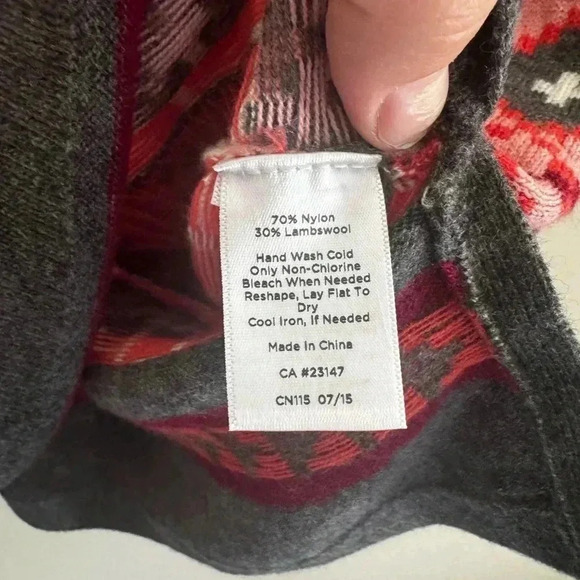 70% Nylon
30% Lambswool
Hand Wash Cold
Only Non-Chlorine
Bleach When Needed
Reshape, Lay Flat To
Dry
Cool Iron, If Needed
Made in China
CA #23147
CN115 07/15